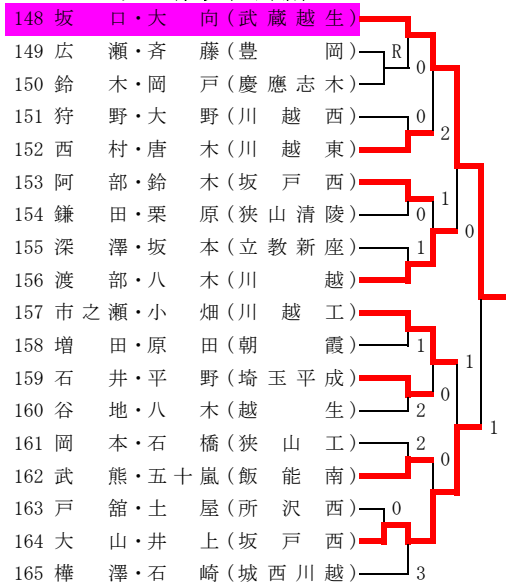 148 坂 口・大 向(武蔵越生)
149 広 瀬・斉 藤(豊 岡) R
0
150 鈴 木・岡 戸(慶應志木)
151 狩 野・大 野(川 越 西) 0
2
152 西 村・唐 木(川 越 東)
153 阿 部・鈴 木(坂 戸 西)
1
154 鎌 田・栗 原(狭山清陵) 0
0
155 深 澤・坂 本(立教新座) 1
156 渡 部・八 木(川 越)
157 市之瀬・小 畑(川 越 工)
158 増 田・原 田(朝 霞) 1
1
159 石 井・平 野(埼玉平成)
0
160 谷 地・八 木(越 生) 2
1
161 岡 本・石 橋(狭 山 工) 2
0
162 武 熊・五十嵐(飯 能 南)
163 戸 舘・土 屋(所 沢 西) 0
164 大 山・井 上(坂 戸 西)
165 樺 澤・石 崎(城西川越) 3